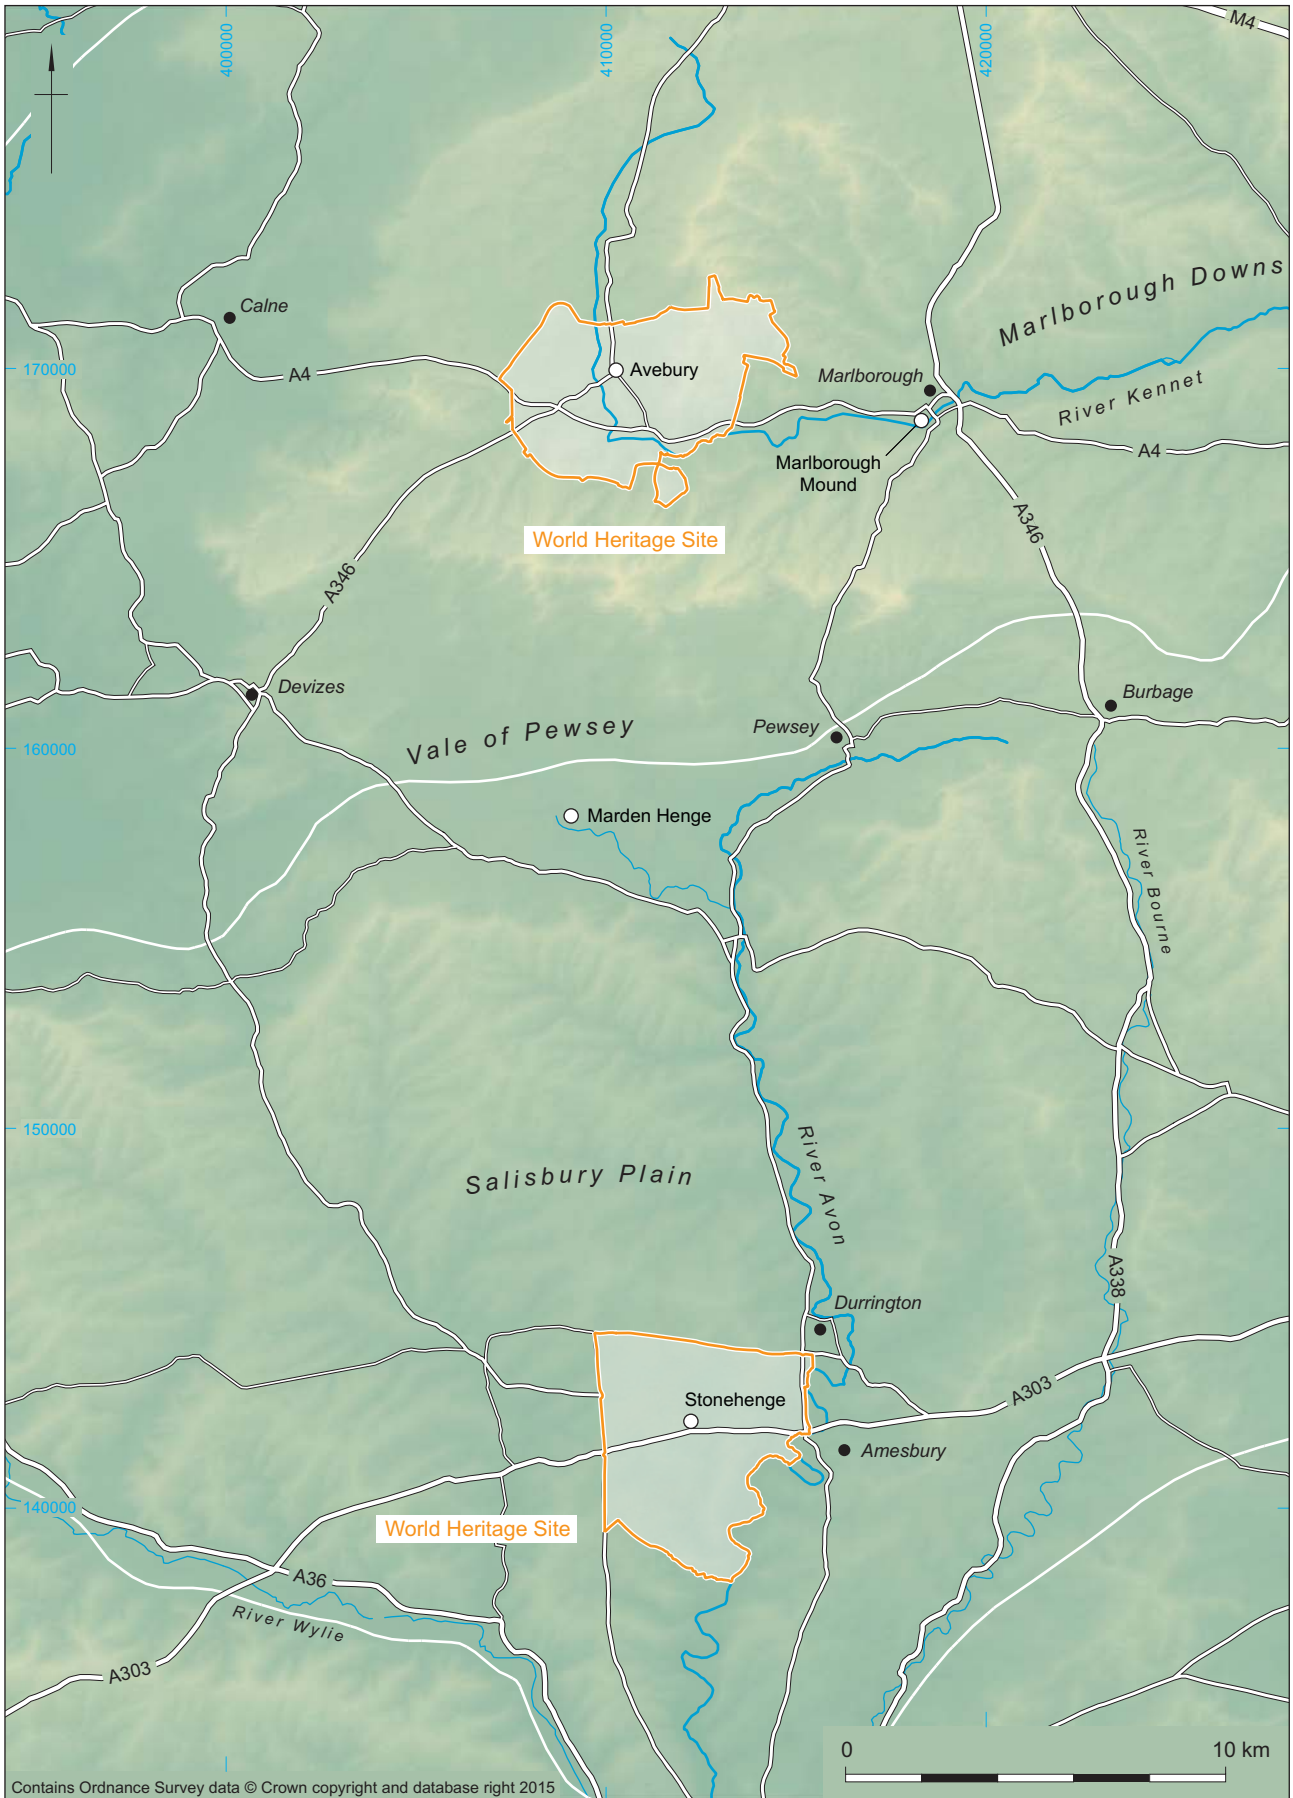 M4
400000
410000
420000
Marlborough Downs
Calne
170000
A4
Avebury
Marlborough
River Kennet
A4
Marlborough
Mound
A346
World Heritage Site
A346
Devizes
Burbage
Vale of Pewsey
Pewsey
160000
Marden Henge
River Bourne
150000
River Avon
Salisbury Plain
A338
Durrington
A303
Stonehenge
Amesbury
140000
World Heritage Site
A36
River Wylie
A303
0
10 km
Contains Ordnance Survey data © Crown copyright and database right 2015